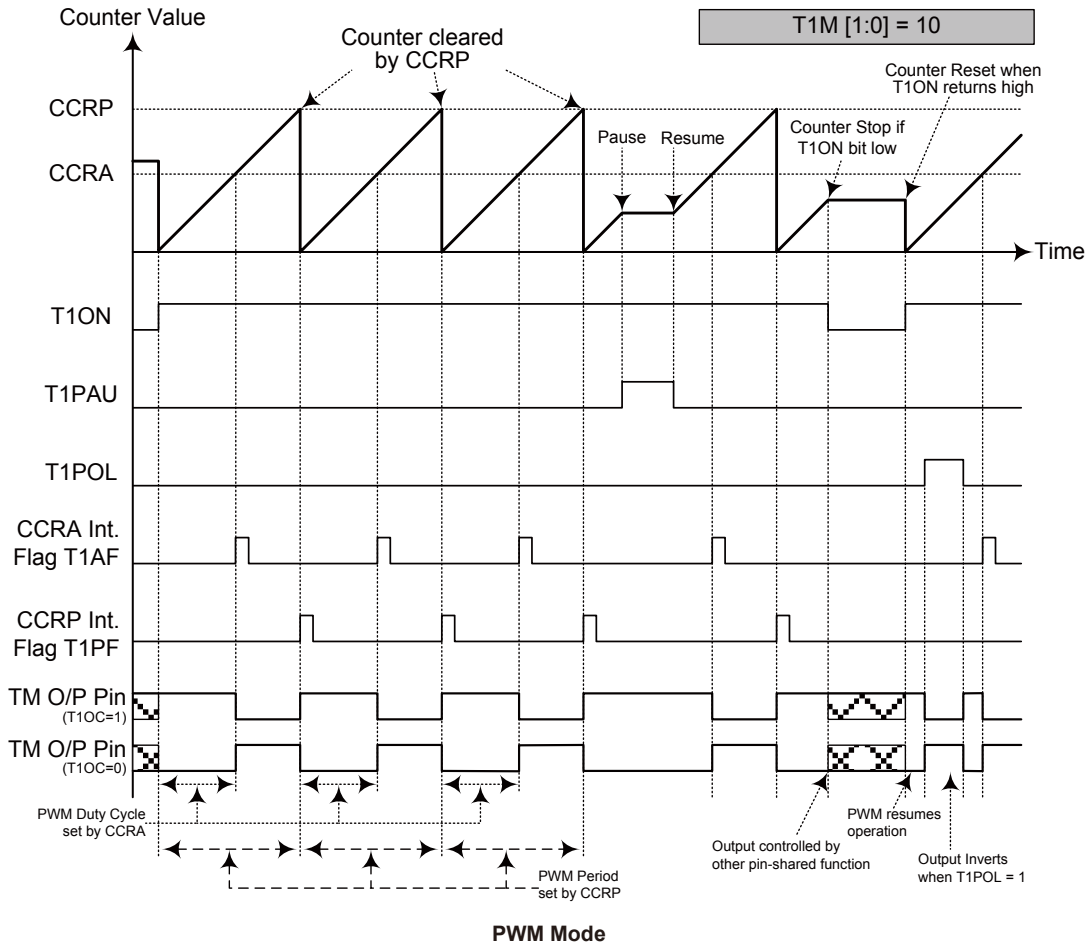 Counter Value
T1M [1:0] = 10
Counter cleared
by CCRP
Counter Reset when
T1ON returns high
CCRP
Pause
Resume
Counter Stop if
T1ON bit low
CCRA
Time
T1ON
T1PAU
T1POL
CCRA Int.
Flag T1AF
CCRP Int.
Flag T1PF
TM O/P Pin
(T1OC=1)
TM O/P Pin
(T1OC=0)
PWM Duty Cycle
set by CCRA
PWM resumes
operation
Output controlled by
other pin-shared function
Output Inverts
when T1POL = 1
PWM Period
set by CCRP
PWM Mode